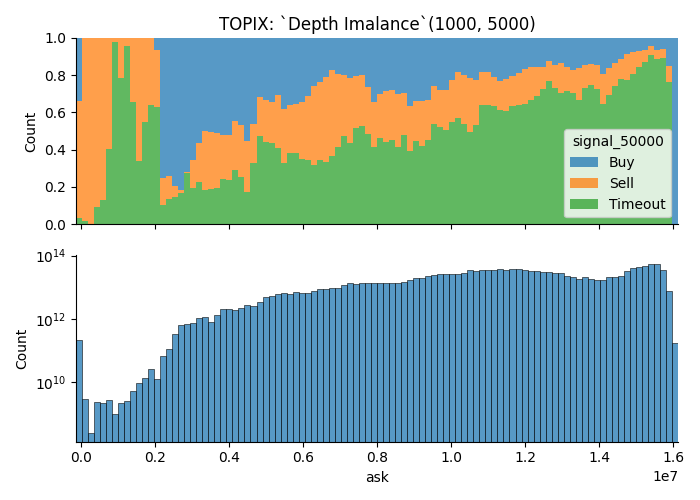 TOPIX: `Depth Imalance`(1000, 5000)
1.0
0.8
0.6
0.4
0.2
0.0
Count
signal_50000
Buy
Sell
Timeout
10^14
10^12
10^10
Count
0.0 0.2 0.4 0.6 0.8 1.0 1.2 1.4 1.6
1e7
ask